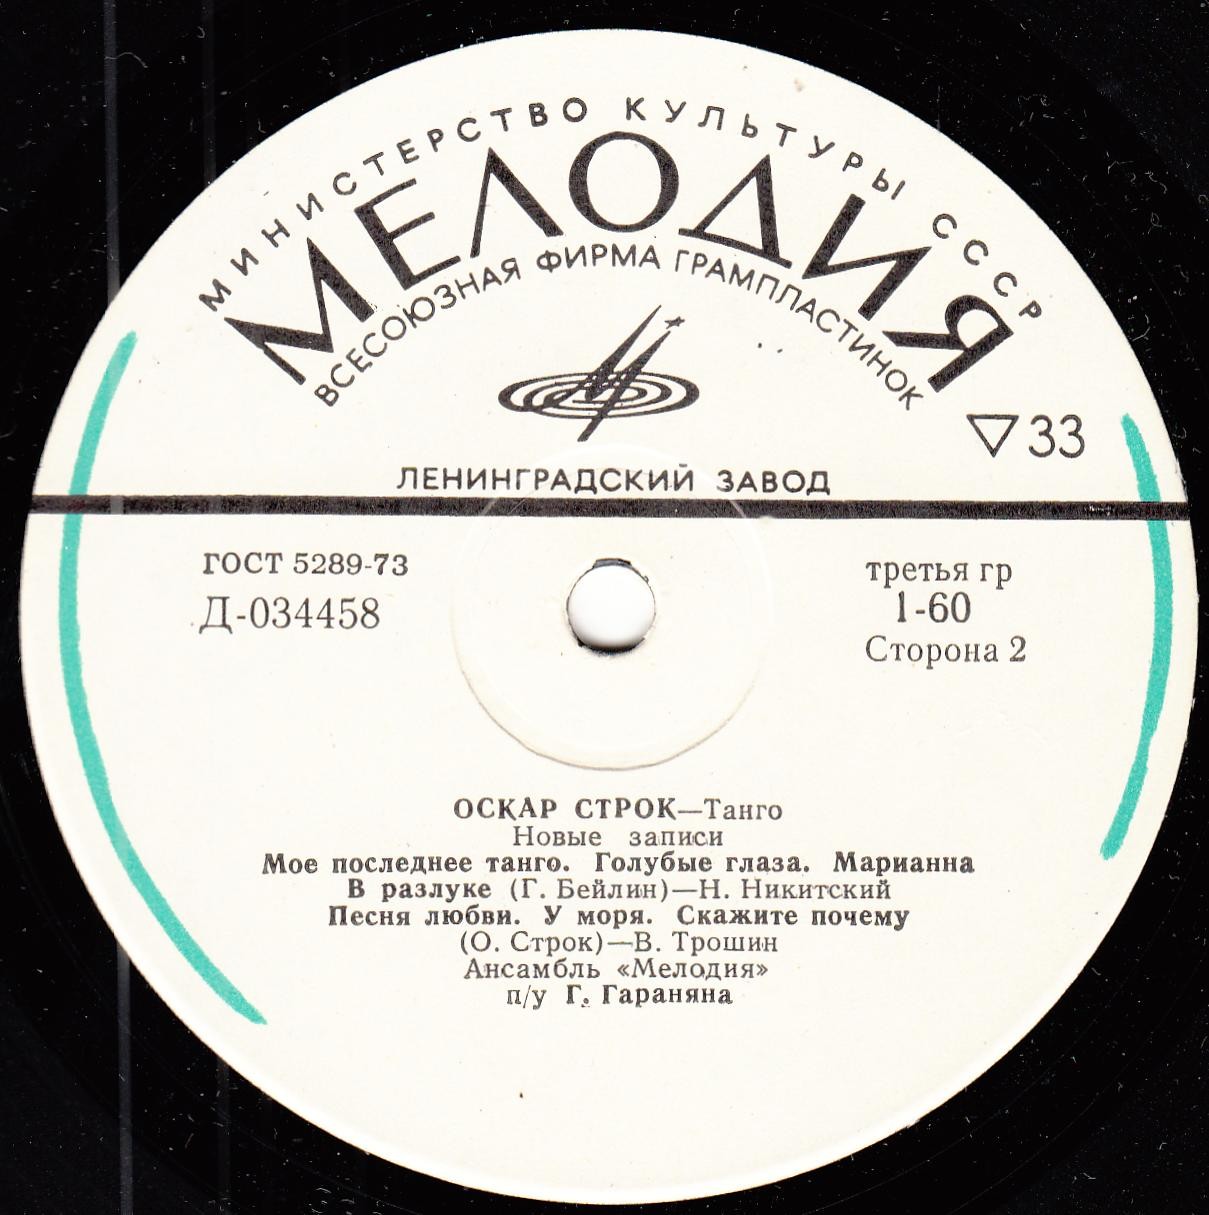 МИНИСТЕРСТВО КУЛЬТУРЫ СССР
МЕЛОДИЯ
ВСЕСОЮЗНАЯ ФИРМА ГРАМПЛАСТИНОК
33
ЛЕНИНГРАДСКИЙ ЗАВОД
ГОСТ 5289-73
Д-034458
третья гр
1-60
Сторона 2
ОСКАР СТРОК—Танго
Новые записи
Мое последнее танго. Голубые глаза. Марианна
В разлуке (Г. Бейлин)—Н. Никитский
Песня любви. У моря. Скажите почему
(О. Строк)—В. Трошин
Ансамбль «Мелодия»
п/у Г. Гараняна